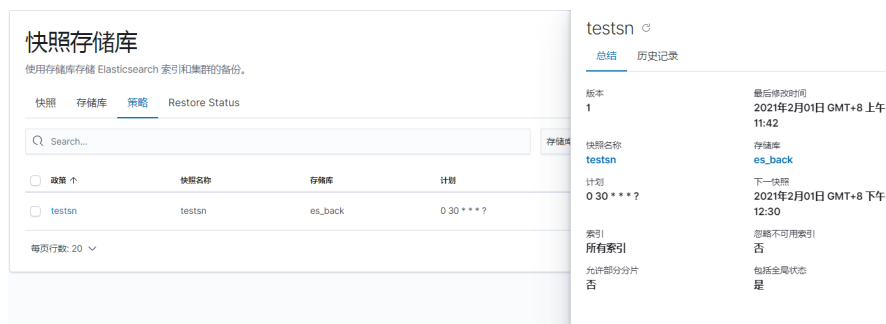 快照存储库
使用存储库存储 Elasticsearch 索引和集群的备份。
快照 存储库 策略 Restore Status
Search...
存储库
政策 ↑ 快照名称 存储库 计划
testsn testsn es_back 0 30 * * * ?
每页行数: 20
testsn
总结 历史记录
版本
1
最后修改时间
2021年2月01日 GMT+8 上午
11:42
快照名称
testsn
存储库
es_back
计划
0 30 * * * ?
下一快照
2021年2月01日 GMT+8 下午
12:30
索引
所有索引
忽略不可用索引
否
允许部分分片
否
包括全局状态
是